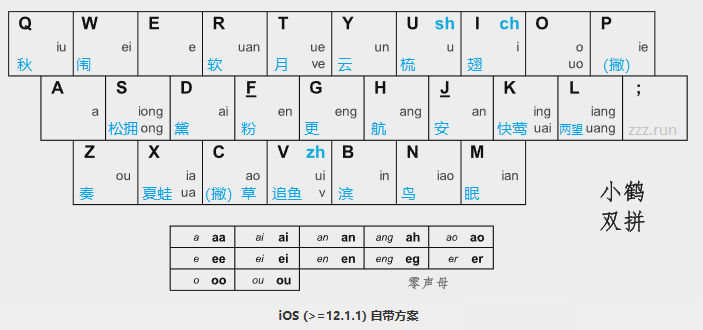 Q W E R T Y U sh I ch O P
iu ei e uan ue un u i o ie
秋 闱 软 月 ve 云 梳 翅 uo (撇)
A S D F G H J K L ;
a iong ai en eng ang an ing iang
松拥 ong 黛 粉 更 航 安 快莺 uai 两望 uang zzz.run
Z X C V zh B N M
ou ia ao ui in iao ian
奏 夏蛙 ua (撇) 草 追鱼 v 滨 鸟 眠
小鹤
双拼
a aa ai ai an an ang ah ao ao
e ee ei ei en en eng eg er er
o oo ou ou 零声母
iOS (>=12.1.1) 自带方案